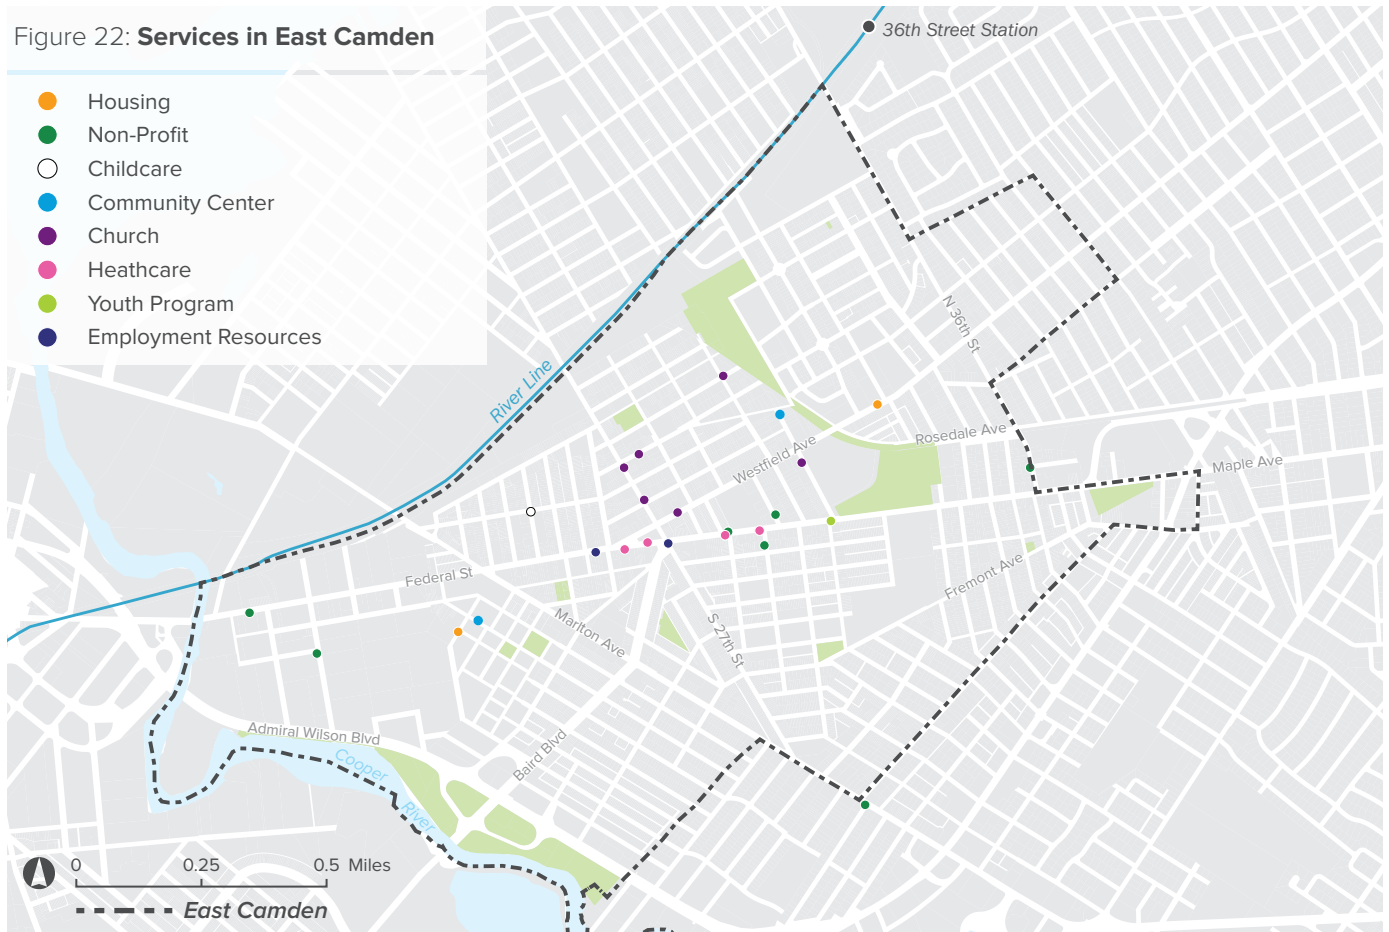 Figure 22: Services in East Camden
Housing
Non-Profit
Childcare
Community Center
Church
Heathcare
Youth Program
Employment Resources
36th Street Station
N 36th St
River Line
Rosedale Ave
Westfield Ave
Maple Ave
Federal St
Fremont Ave
Marlton Ave
S 27th St
Admiral Wilson Blvd
Baird Blvd
Cooper
River
0 0.25 0.5 Miles
East Camden